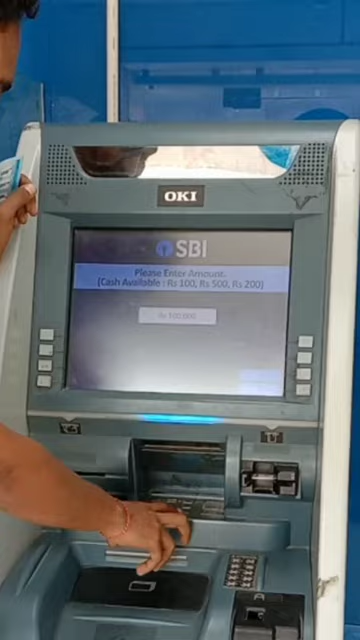 OKI
SBI
Please Enter Amount.
(Cash Available : Rs 100, Rs 500, Rs 200)